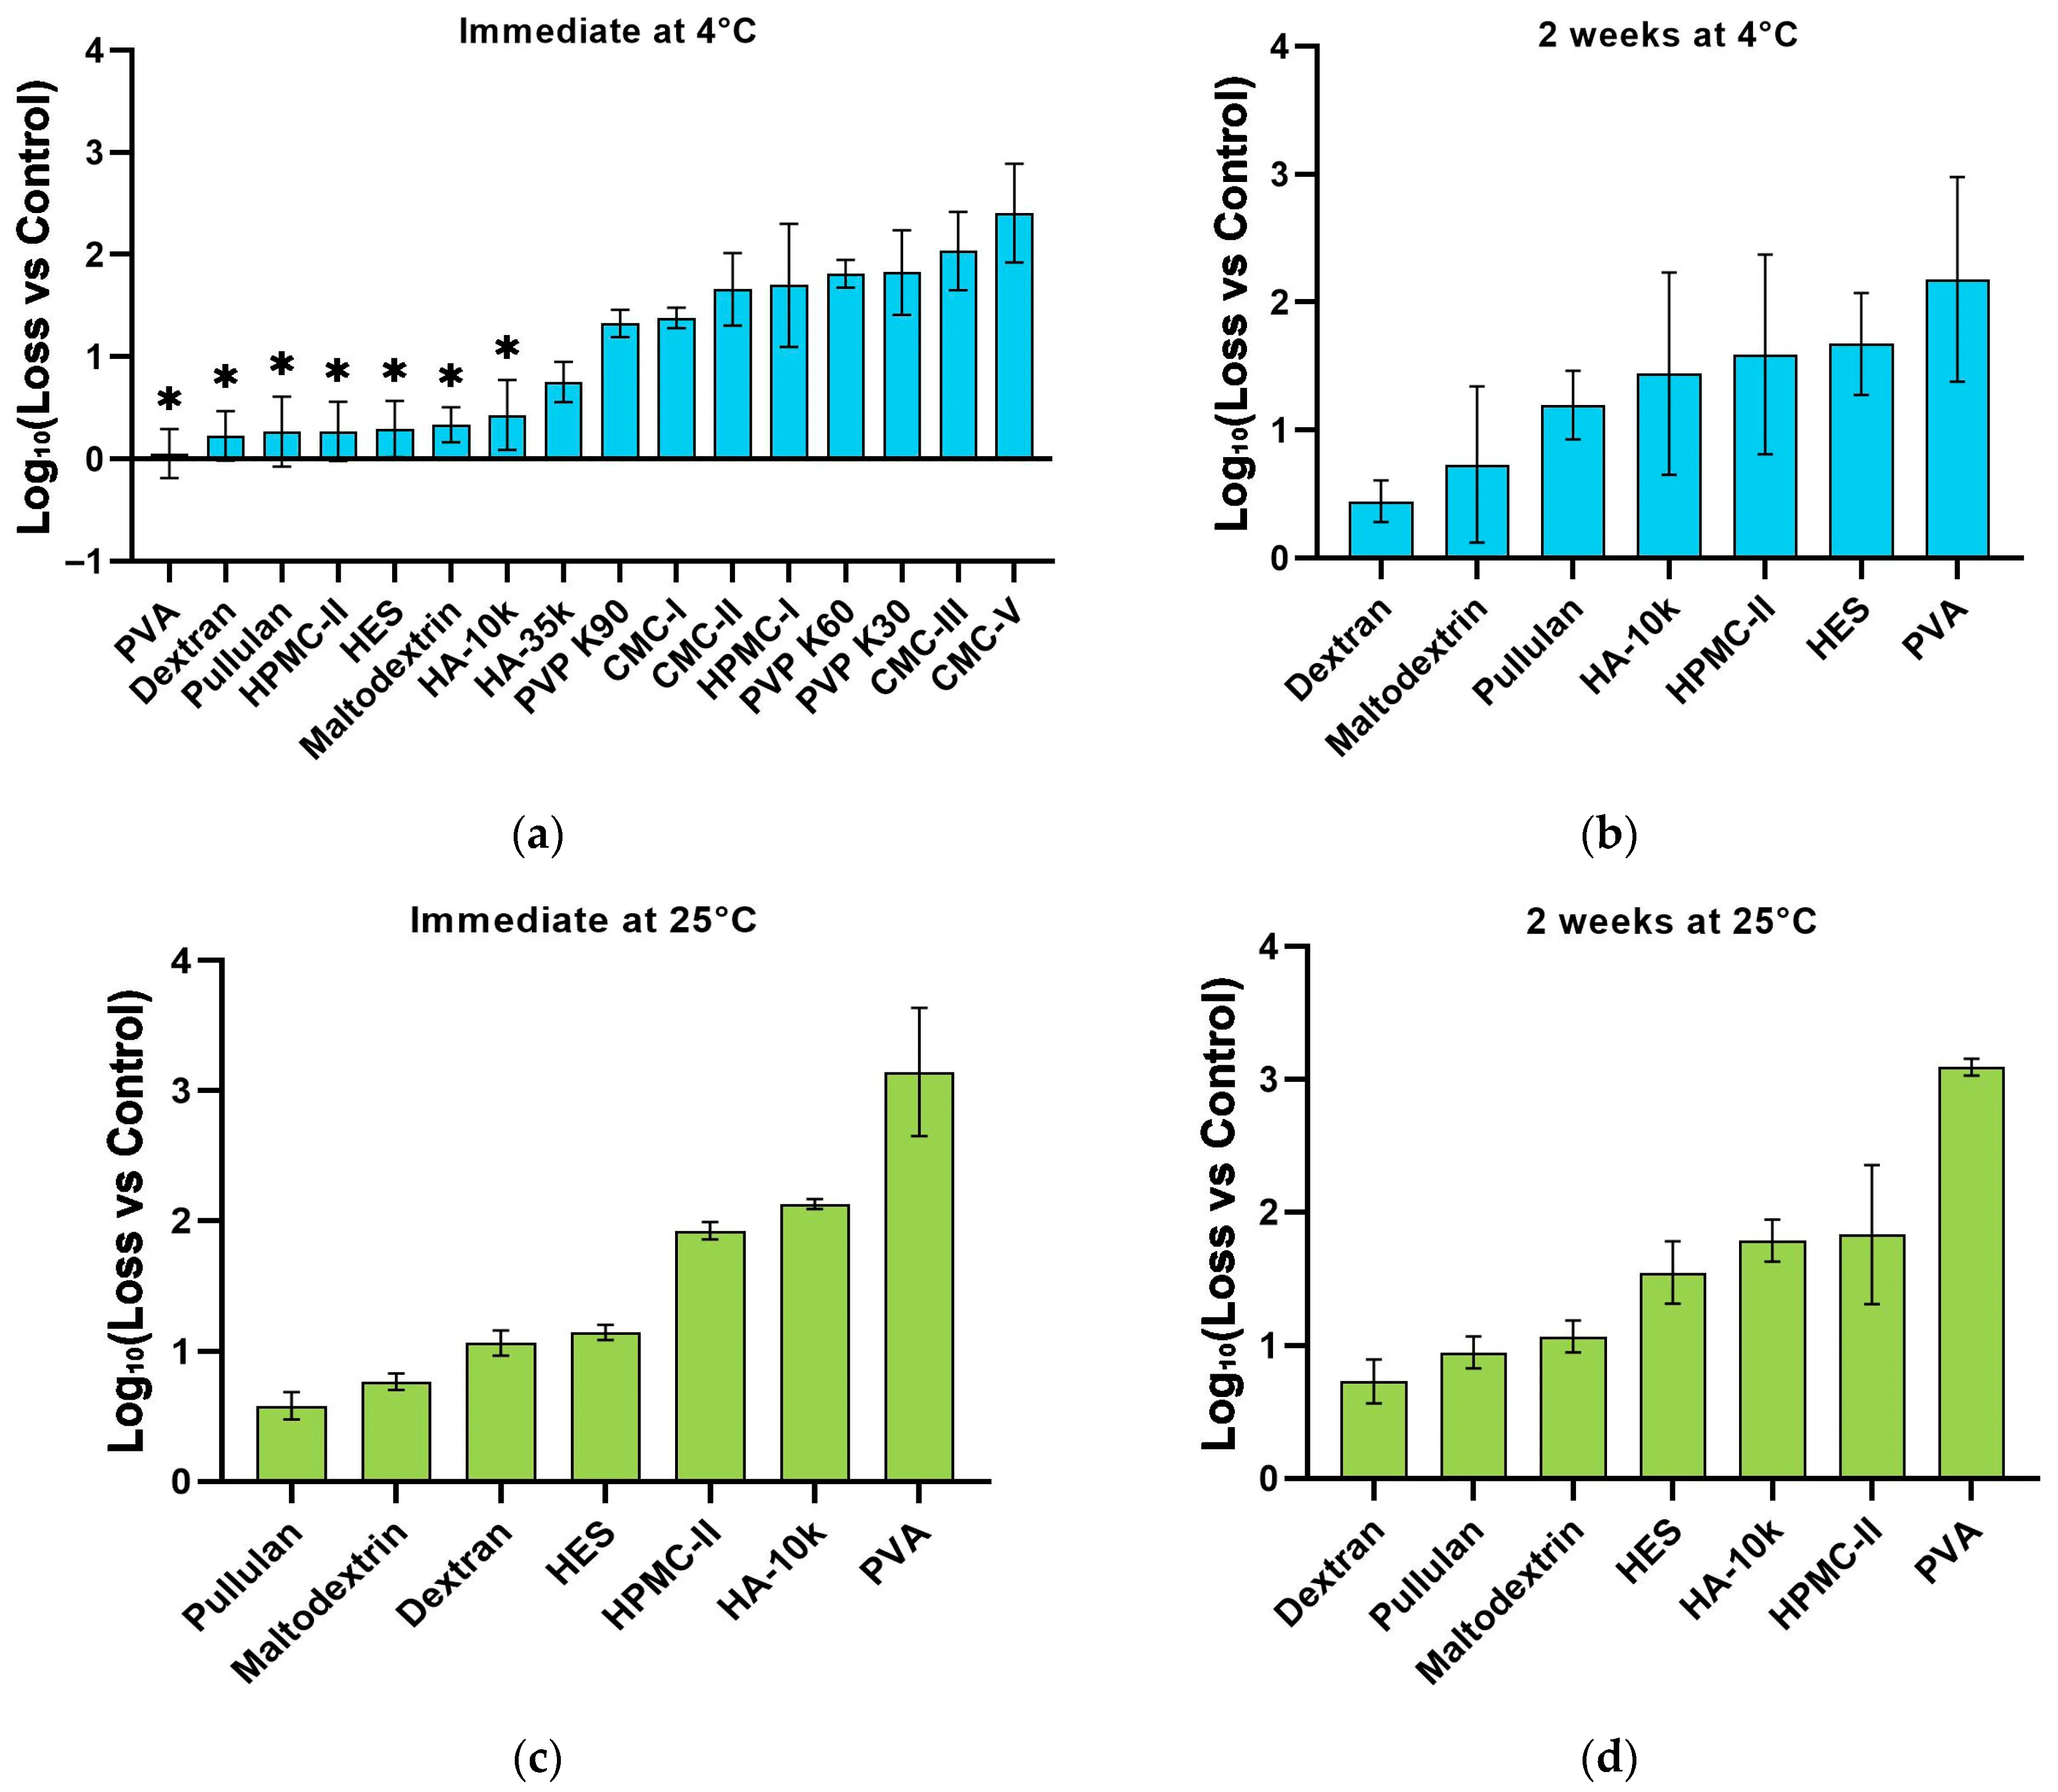 Immediate at 4°C
Log₁₀(Loss vs Control)
4
3
2
1
0
−1
*
*
*
*
*
*
*
PVA
Dextran
Pullulan
HPMC-II
HES
Maltodextrin
HA-10k
HA-35k
PVP K90
CMC-I
CMC-II
HPMC-I
PVP K60
PVP K30
CMC-III
CMC-V
(a)
2 weeks at 4°C
Log₁₀(Loss vs Control)
4
3
2
1
0
Dextran
Maltodextrin
Pullulan
HA-10k
HPMC-II
HES
PVA
(b)
Immediate at 25°C
Log₁₀(Loss vs Control)
4
3
2
1
0
Pullulan
Maltodextrin
Dextran
HES
HPMC-II
HA-10k
PVA
(c)
2 weeks at 25°C
Log₁₀(Loss vs Control)
4
3
2
1
0
Dextran
Pullulan
Maltodextrin
HES
HA-10k
HPMC-II
PVA
(d)